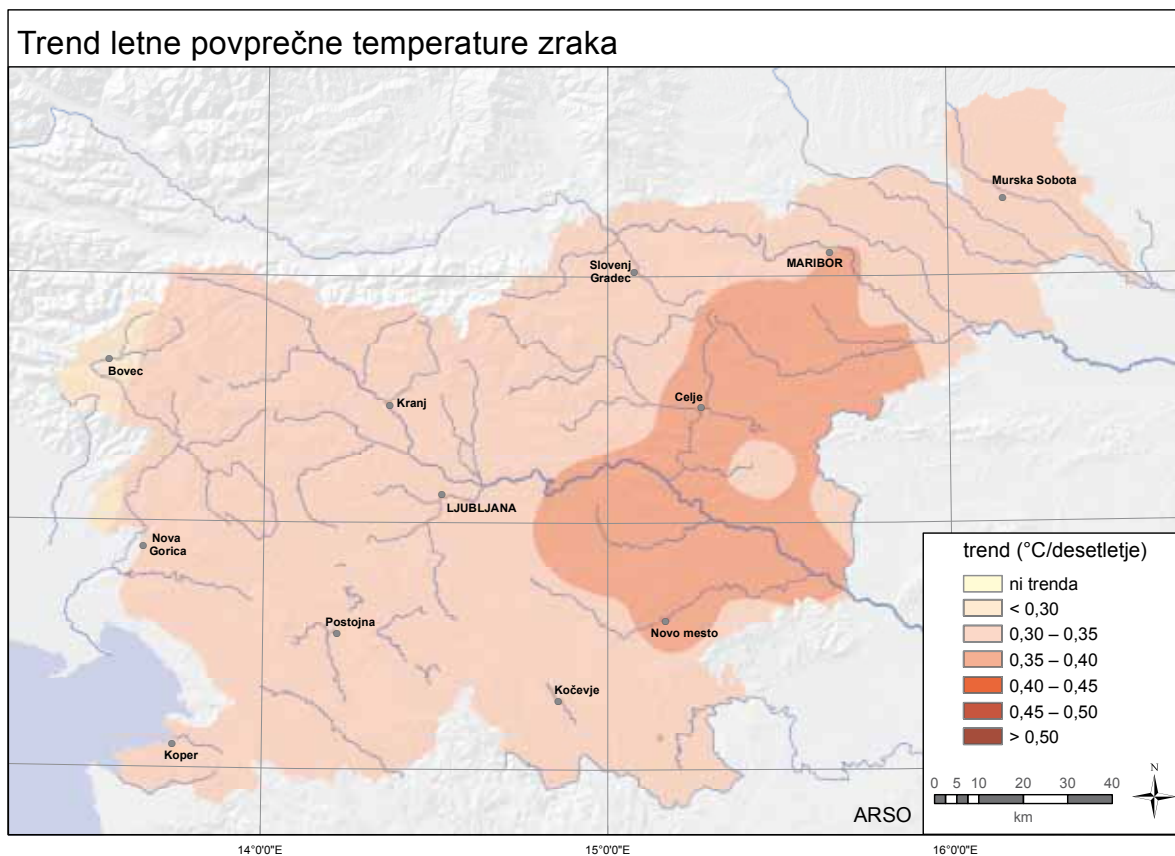 Trend letne povprečne temperature zraka
Murska Sobota
MARIBOR
Slovenj
Gradec
Bovec
Kranj
Celje
LJUBLJANA
Nova
Gorica
Postojna
Novo mesto
Kočevje
Koper
trend (°C/desetletje)
ni trenda
< 0,30
0,30 – 0,35
0,35 – 0,40
0,40 – 0,45
0,45 – 0,50
> 0,50
N
0 5 10 20 30 40
km
ARSO
14°0'0"E 15°0'0"E 16°0'0"E